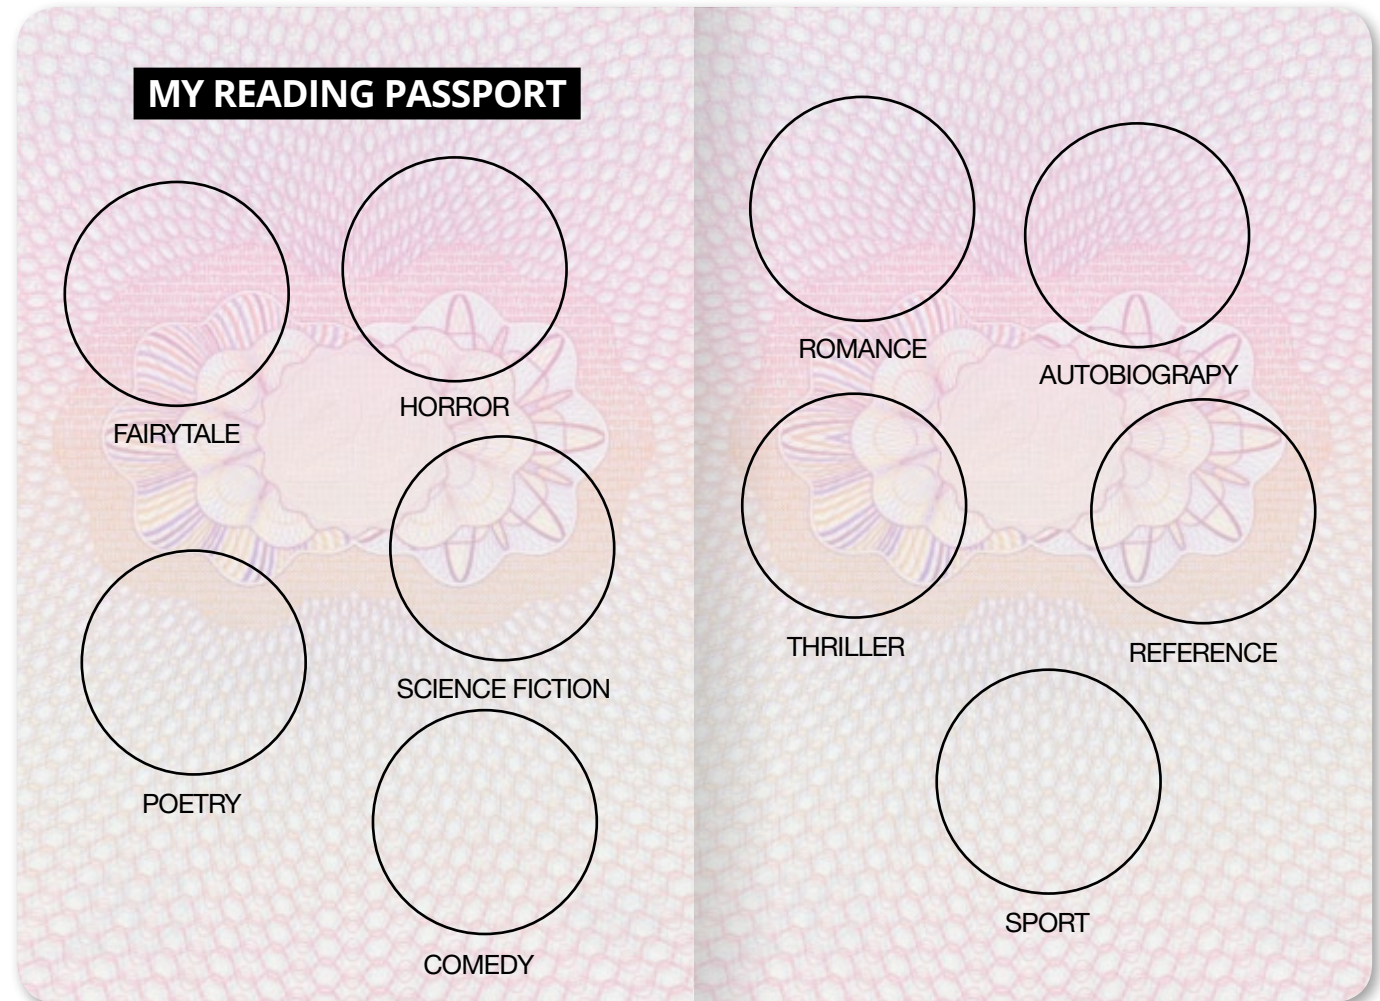 MY READING PASSPORT
FAIRYTALE
HORROR
SCIENCE FICTION
POETRY
COMEDY
ROMANCE
AUTOBIOGRAPY
THRILLER
REFERENCE
SPORT